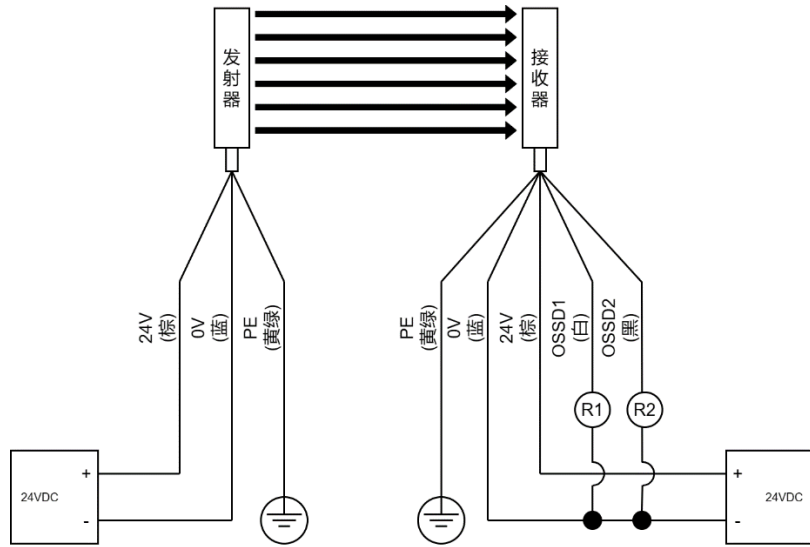 发射器
接收器
24V
(棕)
0V
(蓝)
PE
(黄绿)
PE
(黄绿)
0V
(蓝)
24V
(棕)
OSSD1
(白)
OSSD2
(黑)
R1
R2
+
24VDC
-
+
24VDC
-